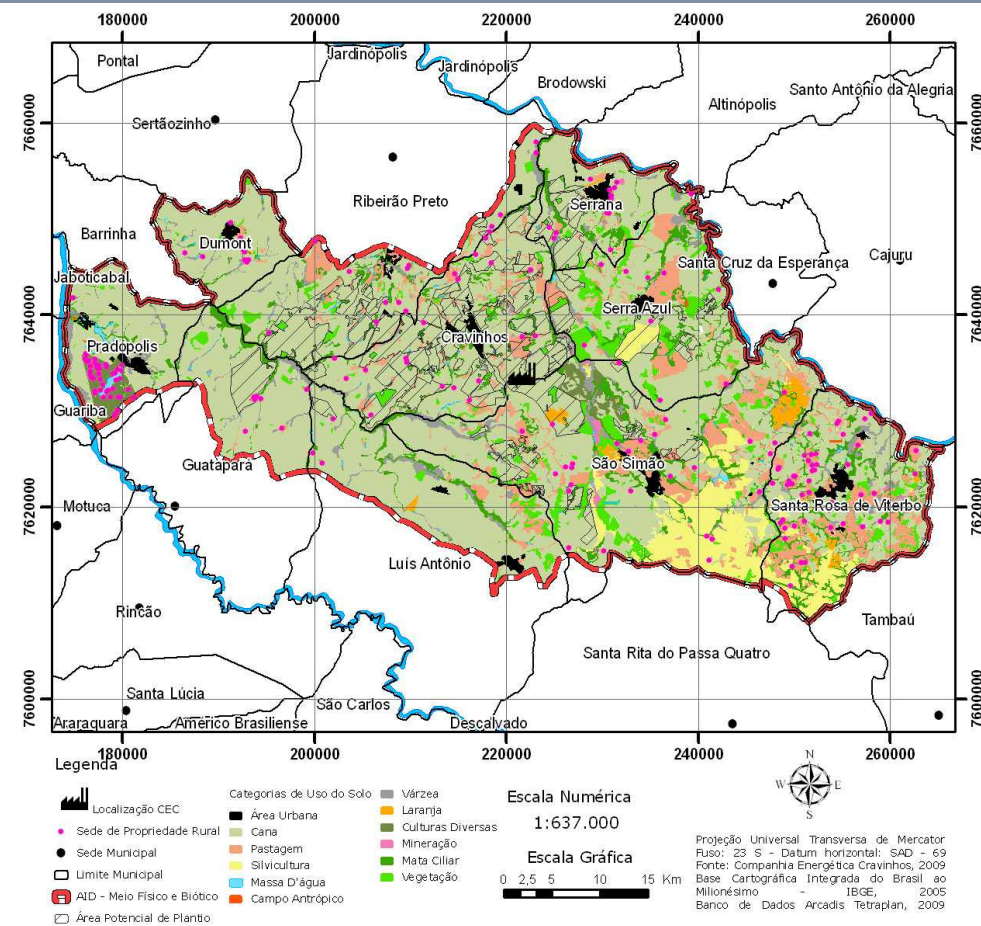 180000 200000 220000 240000 260000
Pontal
Jardinópolis
Jardinópolis
Brodowski
Santo Antônio da Alegria
Altinópolis
7660000 7660000
Sertãozinho
Ribeirão Preto
Serrana
Barrinha
Dumont
Santa Cruz da Esperança
Cajuru
Jaboticabal
7640000 7640000
Serra Azul
Cravinhos
Pradópolis
Guariba
Guatapará
São Simão
Santa Rosa de Viterbo
Motuca
7620000 7620000
Luís Antônio
Rincão
Tambaú
Santa Rita do Passa Quatro
Santa Lúcia
São Carlos
7600000 7600000
Araraquara
Américo Brasiliense
Descalvado
180000 200000 220000 240000 260000
Legenda
Localização CEC
Sede de Propriedade Rural
Sede Municipal
Limite Municipal
AID - Meio Físico e Biótico
Área Potencial de Plantio
Categorias de Uso do Solo
Área Urbana
Cana
Pastagem
Silvicultura
Massa D'água
Campo Antrópico
Várzea
Laranja
Culturas Diversas
Mineração
Mata Ciliar
Vegetação
Escala Numérica
1:637.000
Escala Gráfica
0 2,5 5 10 15 Km
N
W E
S
Projeção Universal Transversa de Mercator
Fuso: 23 S - Datum horizontal: SAD - 69
Fonte: Companhia Energética Cravinhos, 2009
Base Cartográfica Integrada do Brasil ao
Milionésimo - IBGE, 2005
Banco de Dados Arcadis Tetraplan, 2009